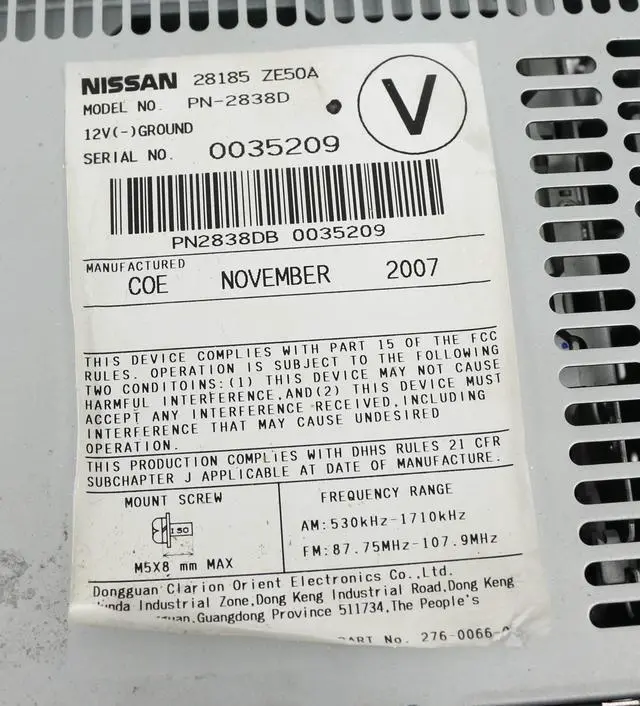 NISSAN 28185 ZE50A
MODEL NO. PN-2838D
V
12V(-)GROUND
SERIAL NO. 0035209
PN2838DB 0035209
MANUFACTURED
COE NOVEMBER 2007
THIS DEVICE COMPLIES WITH PART 15 OF THE FCC
RULES. OPERATION IS SUBJECT TO THE FOLLOWING
TWO CONDITOINS:(1) THIS DEVICE MAY NOT CAUSE
HARMFUL INTERFERENCE,AND(2) THIS DEVICE MUST
ACCEPT ANY INTERFERENCE RECEIVED,INCLUDING
INTERFERENCE THAT MAY CAUSE UNDESIRED
OPERATION.
THIS PRODUCTION COMPLIES WITH DHHS RULES 21 CFR
SUBCHAPTER J APPLICABLE AT DATE OF MANUFACTURE.
MOUNT SCREW
ISO
M5X8 mm MAX
FREQUENCY RANGE
AM:530kHz-1710kHz
FM:87.75MHz-107.9MHz
Dongguan Clarion Orient Electronics Co.,Ltd.
Industrial Zone,Dong Keng Industrial Road,Dong Keng
Guangdong Province 511734,The People's
PART No. 276-0066-